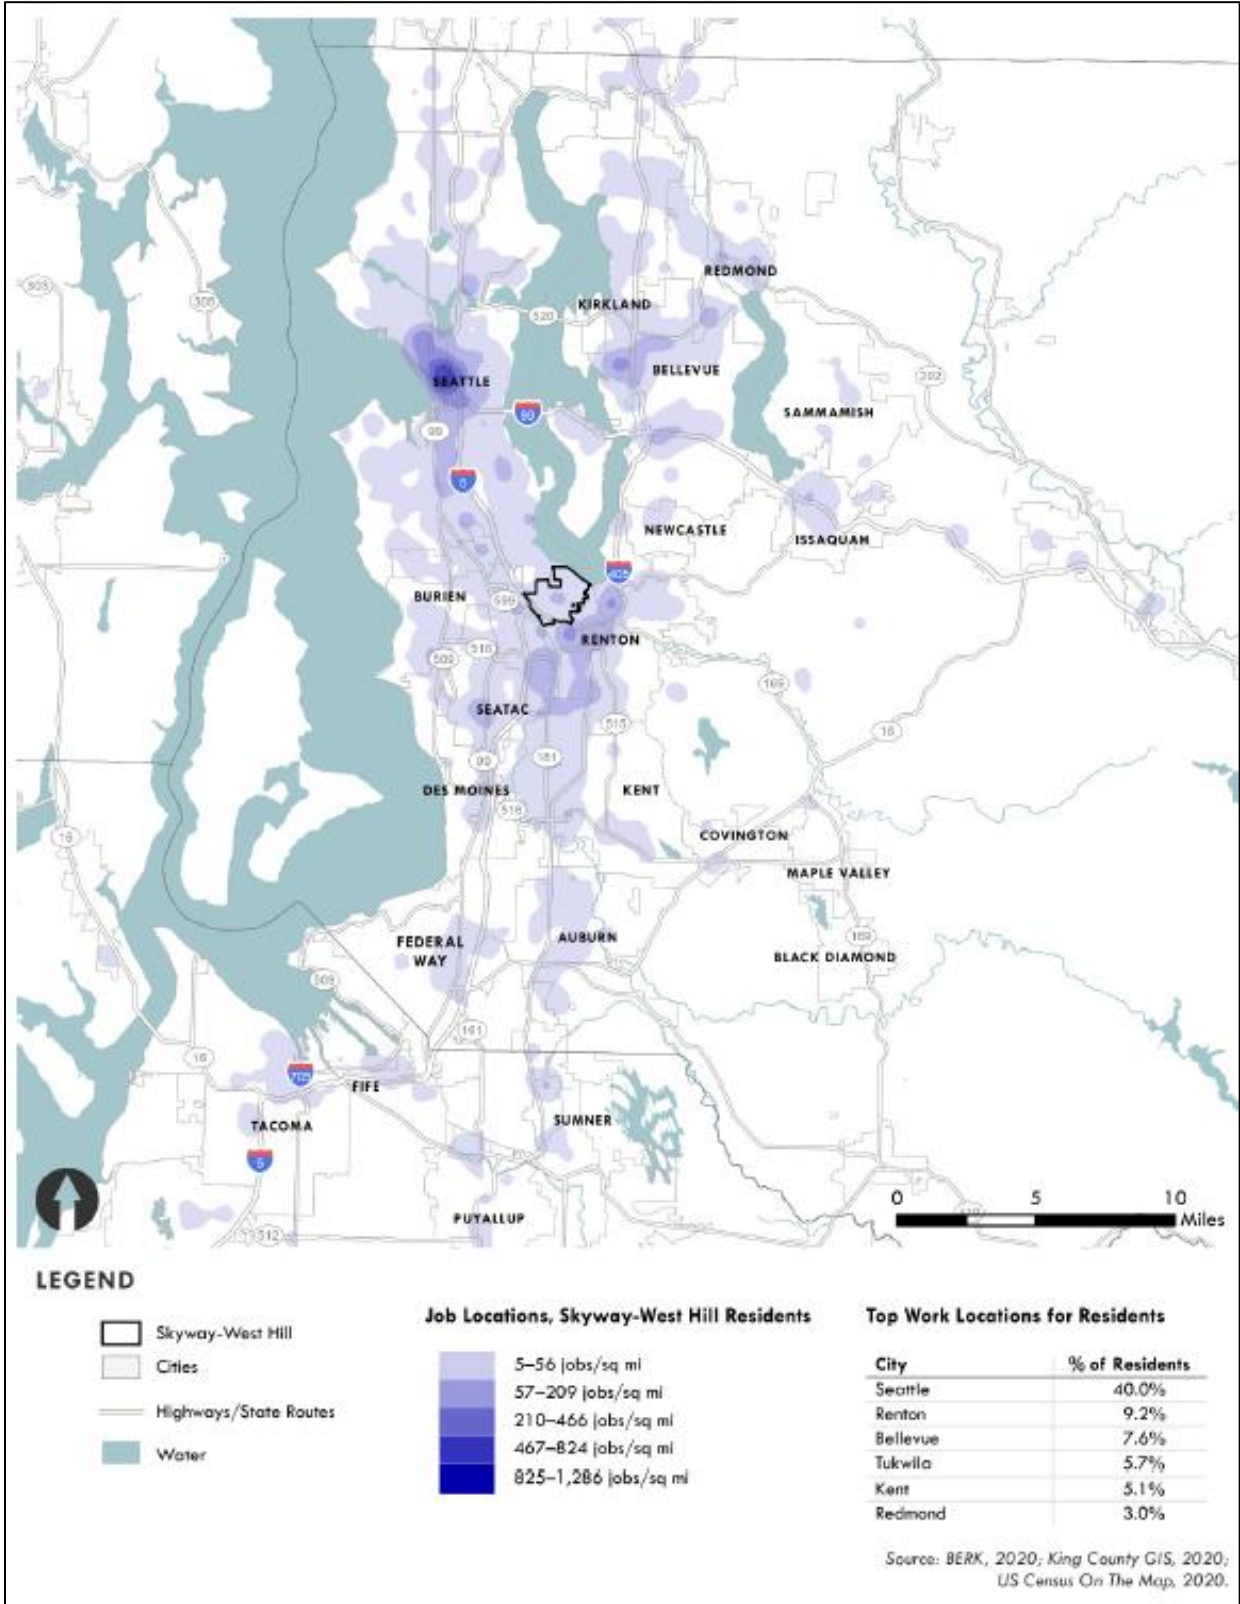 REDMOND
KIRKLAND
305
305
520
BELLEVUE
SEATTLE
202
SAMMAMISH
90
99
5
NEWCASTLE
ISSAQUAH
405
BURIEN
599
RENTON
518
509
169
SEATAC
515
18
99
181
DES MOINES
KENT
516
16
COVINGTON
MAPLE VALLEY
169
FEDERAL
WAY
AUBURN
BLACK DIAMOND
509
161
16
705
FIFE
TACOMA
SUMNER
5
0 5 10
Miles
PUYALLUP
512
LEGEND
Skyway-West Hill
Cities
Highways/State Routes
Water
Job Locations, Skyway-West Hill Residents
5–56 jobs/sq mi
57–209 jobs/sq mi
210–466 jobs/sq mi
467–824 jobs/sq mi
825–1,286 jobs/sq mi
Top Work Locations for Residents
City % of Residents
Seattle 40.0%
Renton 9.2%
Bellevue 7.6%
Tukwila 5.7%
Kent 5.1%
Redmond 3.0%
Source: BERK, 2020; King County GIS, 2020;
US Census On The Map, 2020.